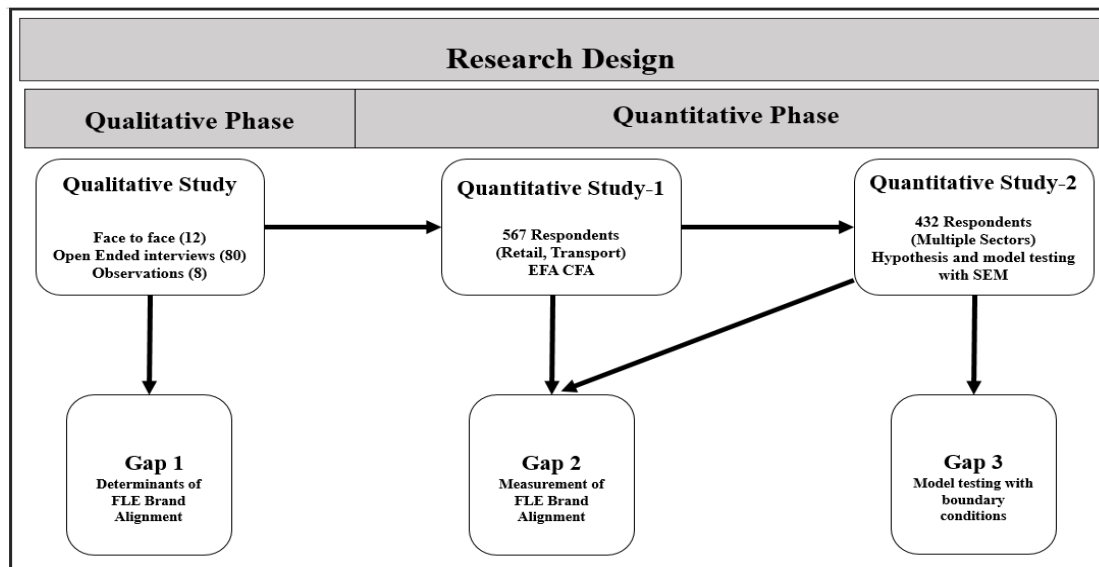 Research Design
Qualitative Phase
Quantitative Phase
Qualitative Study
Face to face (12)
Open Ended interviews (80)
Observations (8)
Quantitative Study-1
567 Respondents
(Retail, Transport)
EFA CFA
Quantitative Study-2
432 Respondents
(Multiple Sectors)
Hypothesis and model testing
with SEM
Gap 1
Determinants of
FLE Brand
Alignment
Gap 2
Measurement of
FLE Brand
Alignment
Gap 3
Model testing with
boundary
conditions